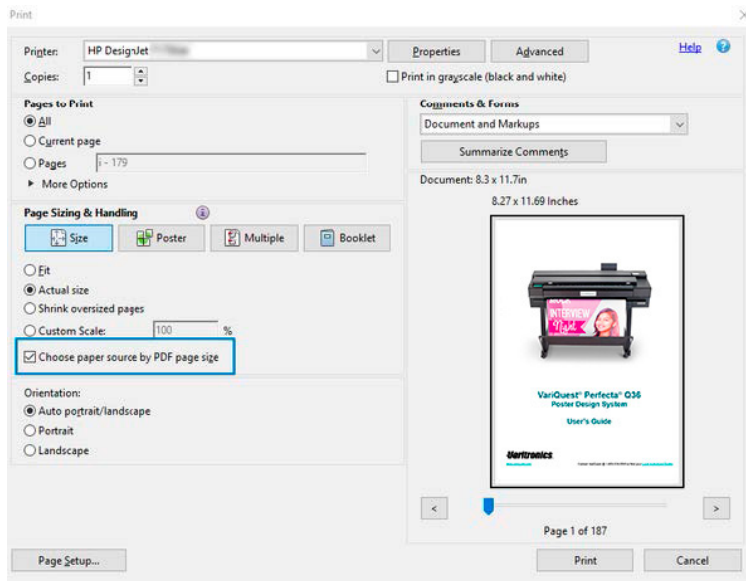 Print
Printer: HP DesignJet
Properties
Advanced
Help
Copies: 1
Print in grayscale (black and white)
Pages to Print
All
Current page
Pages i - 179
More Options
Comments & Forms
Document and Markups
Summarize Comments
Page Sizing & Handling
Size
Poster
Multiple
Booklet
Fit
Actual size
Shrink oversized pages
Custom Scale: 100 %
Choose paper source by PDF page size
Orientation:
Auto portrait/landscape
Portrait
Landscape
Document: 8.3 x 11.7in
8.27 x 11.69 Inches
INTERVIEW
Night
VariQuest® Perfecta® Q36
Poster Design System
User's Guide
Varitronics
<
>
Page 1 of 187
Page Setup...
Print
Cancel